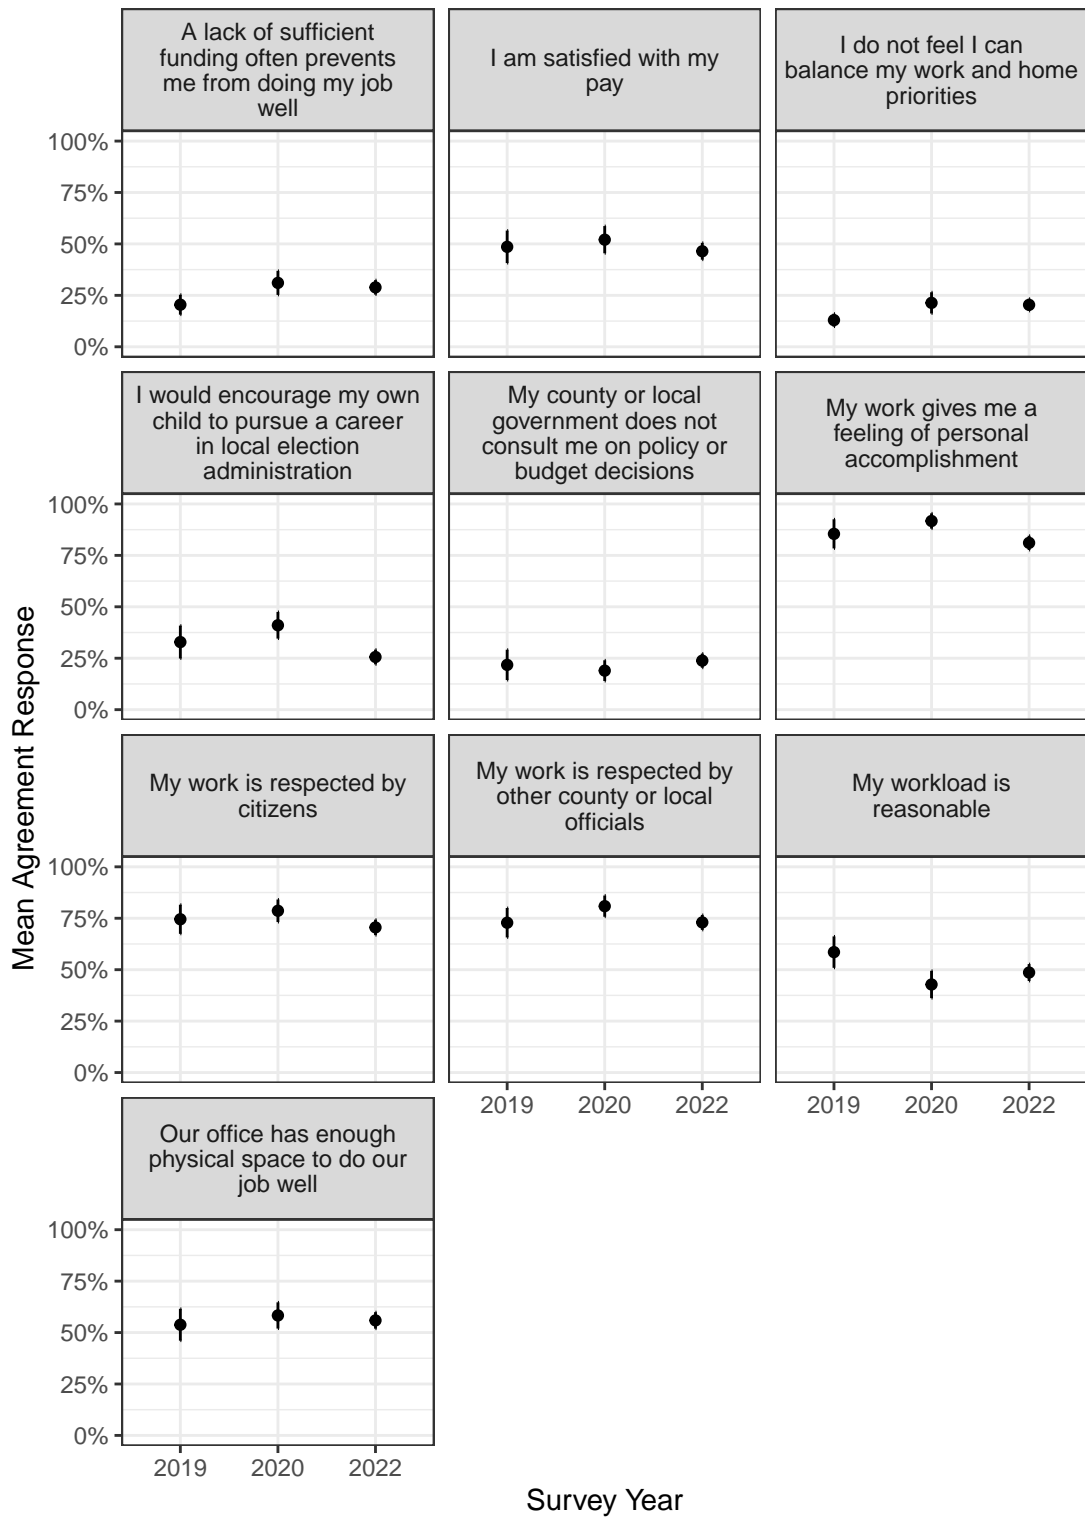 A lack of sufficient
funding often prevents
me from doing my job
well
I am satisfied with my
pay
I do not feel I can
balance my work and home
priorities
100%
75%
50%
25%
0%
I would encourage my own
child to pursue a career
in local election
administration
My county or local
government does not
consult me on policy or
budget decisions
My work gives me a
feeling of personal
accomplishment
100%
75%
50%
25%
0%
Mean Agreement Response
My work is respected by
citizens
My work is respected by
other county or local
officials
My workload is
reasonable
100%
75%
50%
25%
0%
2019 2020 2022
2019 2020 2022
Our office has enough
physical space to do our
job well
100%
75%
50%
25%
0%
2019 2020 2022
Survey Year